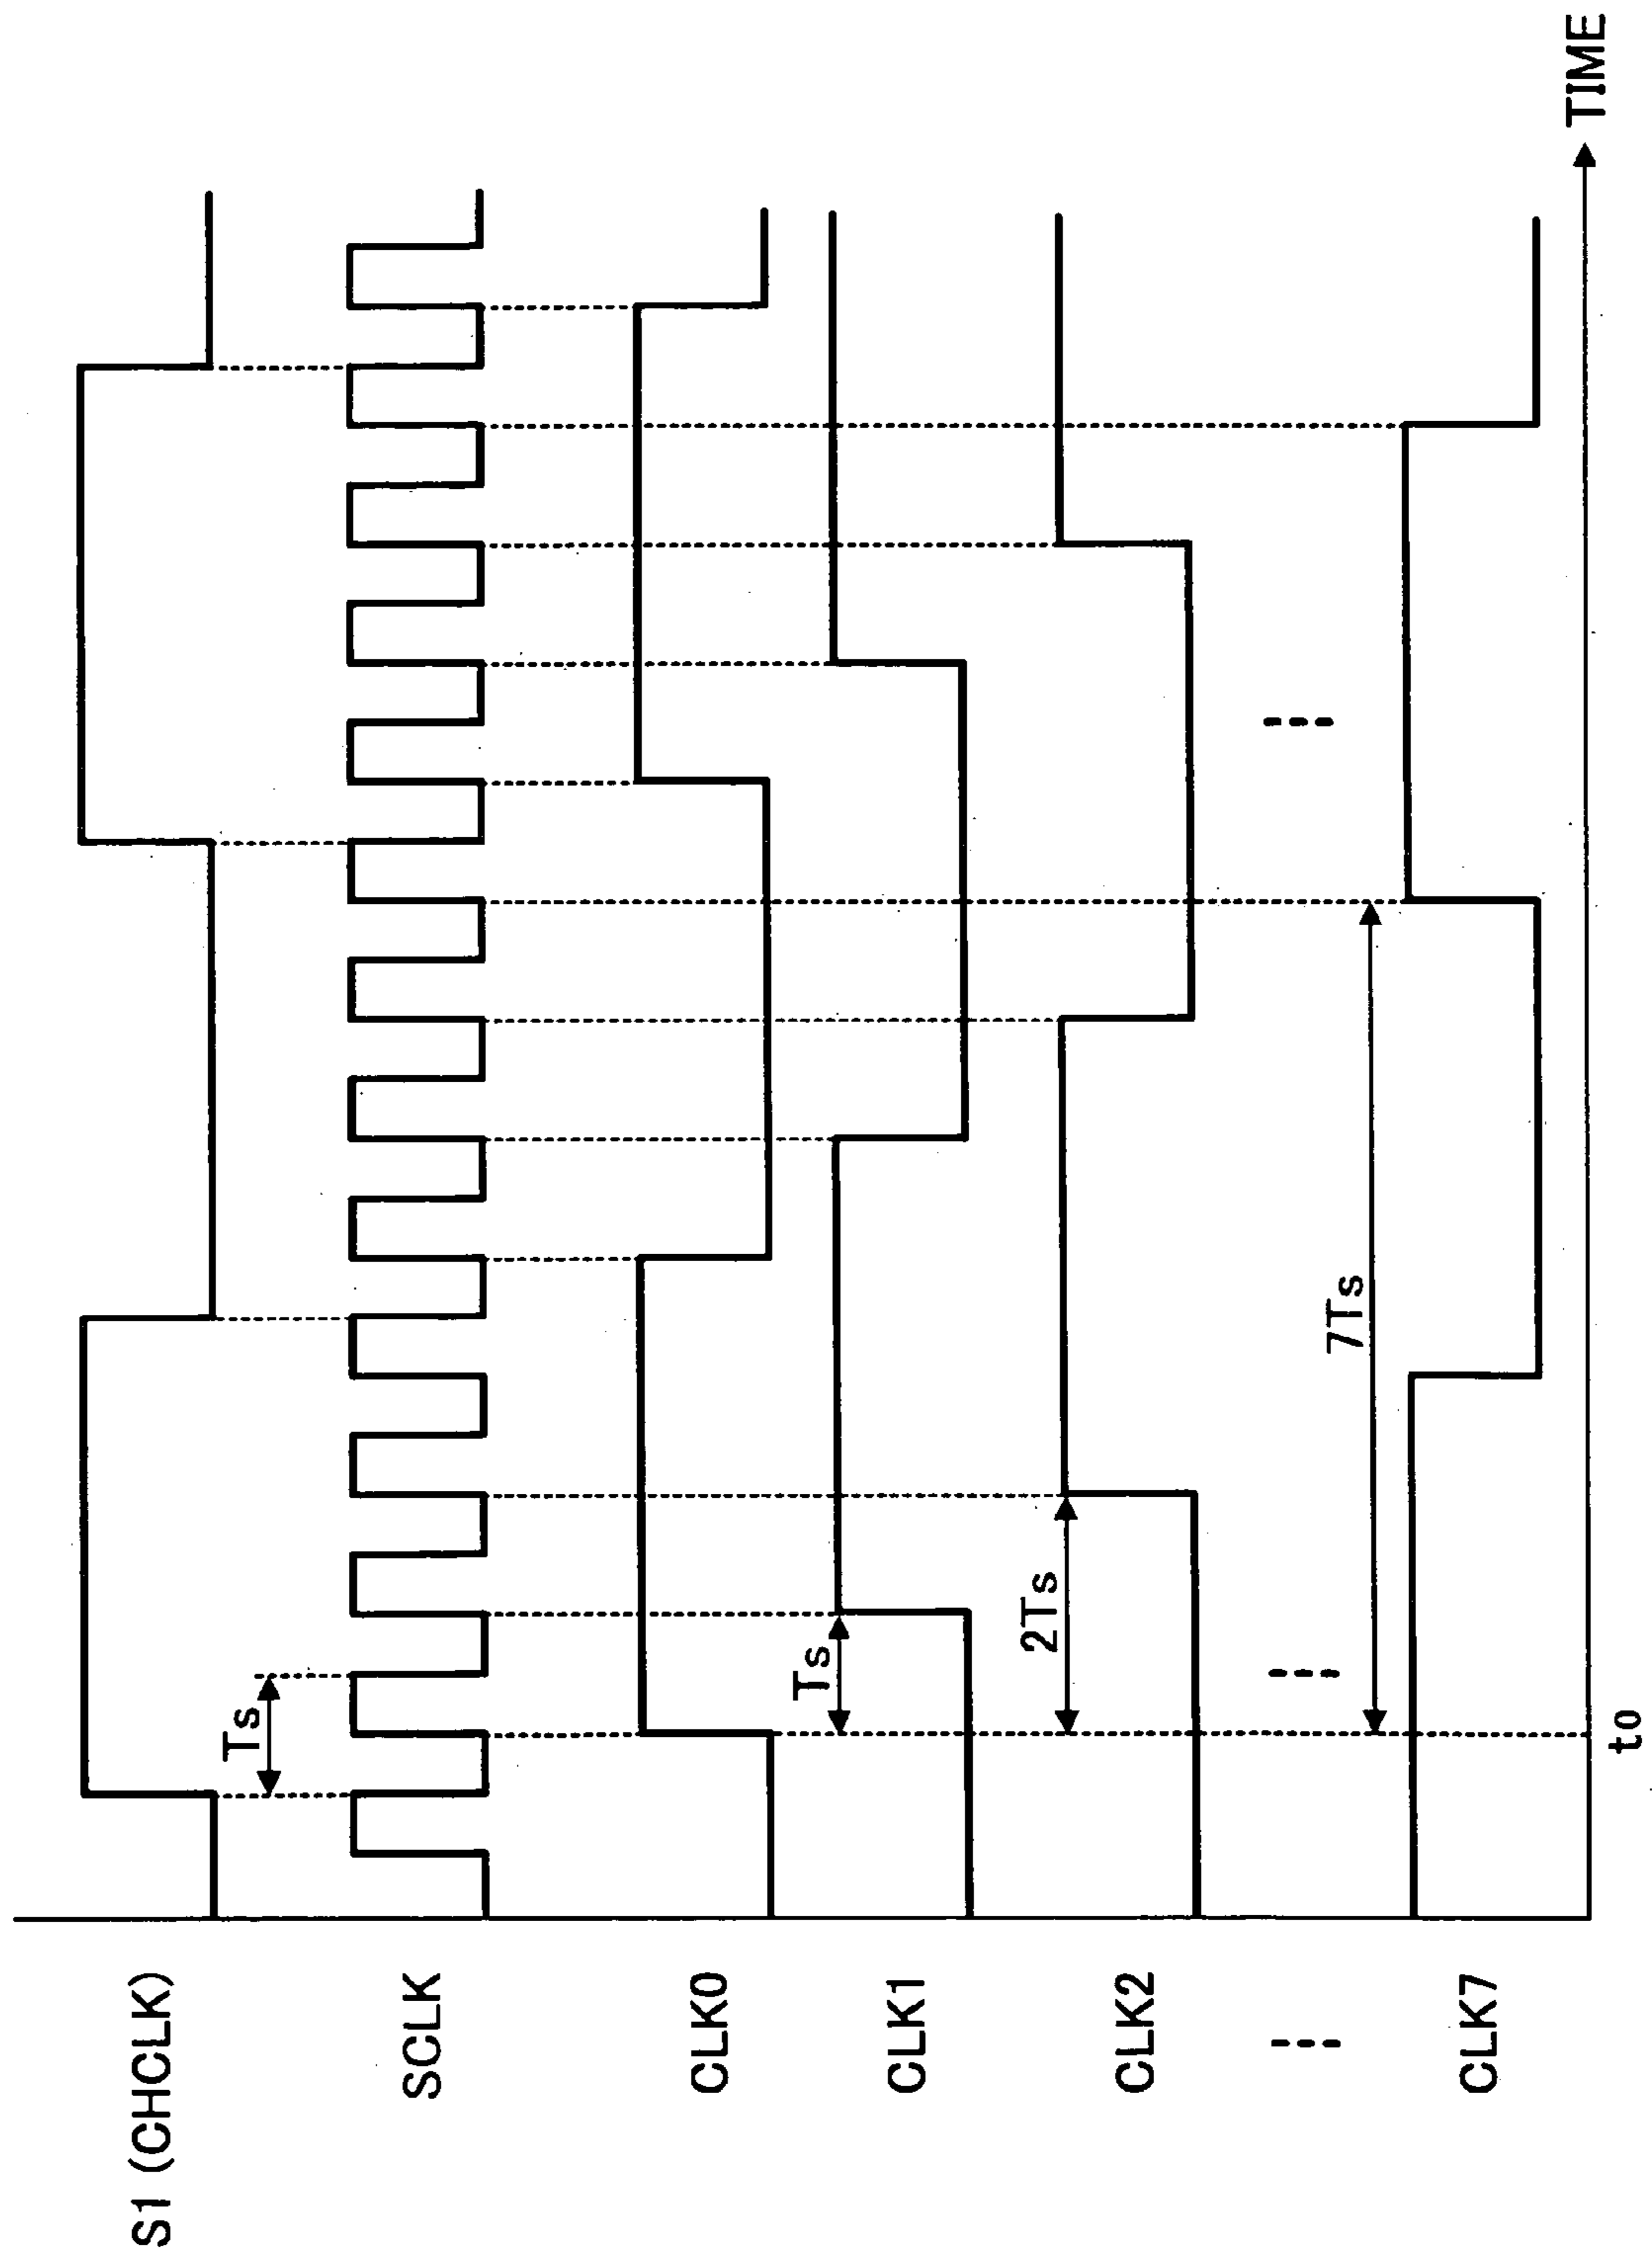 S1 (CHCLK)
Ts
SCLK
CLK0
Ts
CLK1
2Ts
CLK2
7Ts
CLK7
TIME
t0